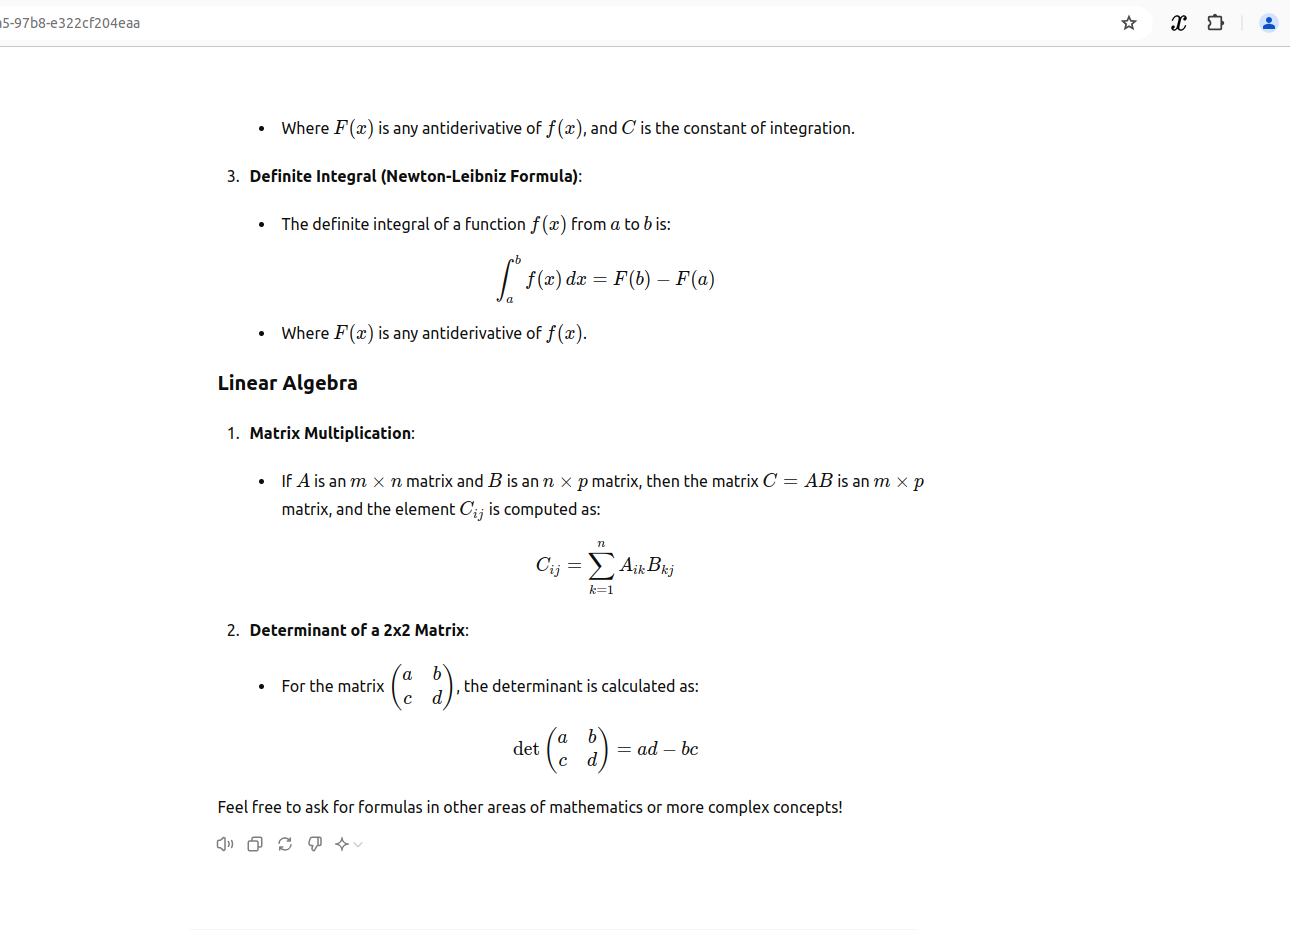 a5-97b8-e322cf204eaa
• Where F(x) is any antiderivative of f(x), and C is the constant of integration.
3. Definite Integral (Newton-Leibniz Formula):
• The definite integral of a function f(x) from a to b is:
∫_a^b f(x) dx = F(b) − F(a)
• Where F(x) is any antiderivative of f(x).
Linear Algebra
1. Matrix Multiplication:
• If A is an m × n matrix and B is an n × p matrix, then the matrix C = AB is an m × p
matrix, and the element C_{ij} is computed as:
C_{ij} = ∑_{k=1}^{n} A_{ik}B_{kj}
2. Determinant of a 2x2 Matrix:
• For the matrix \begin{pmatrix} a & b \\ c & d \end{pmatrix}, the determinant is calculated as:
det \begin{pmatrix} a & b \\ c & d \end{pmatrix} = ad − bc
Feel free to ask for formulas in other areas of mathematics or more complex concepts!